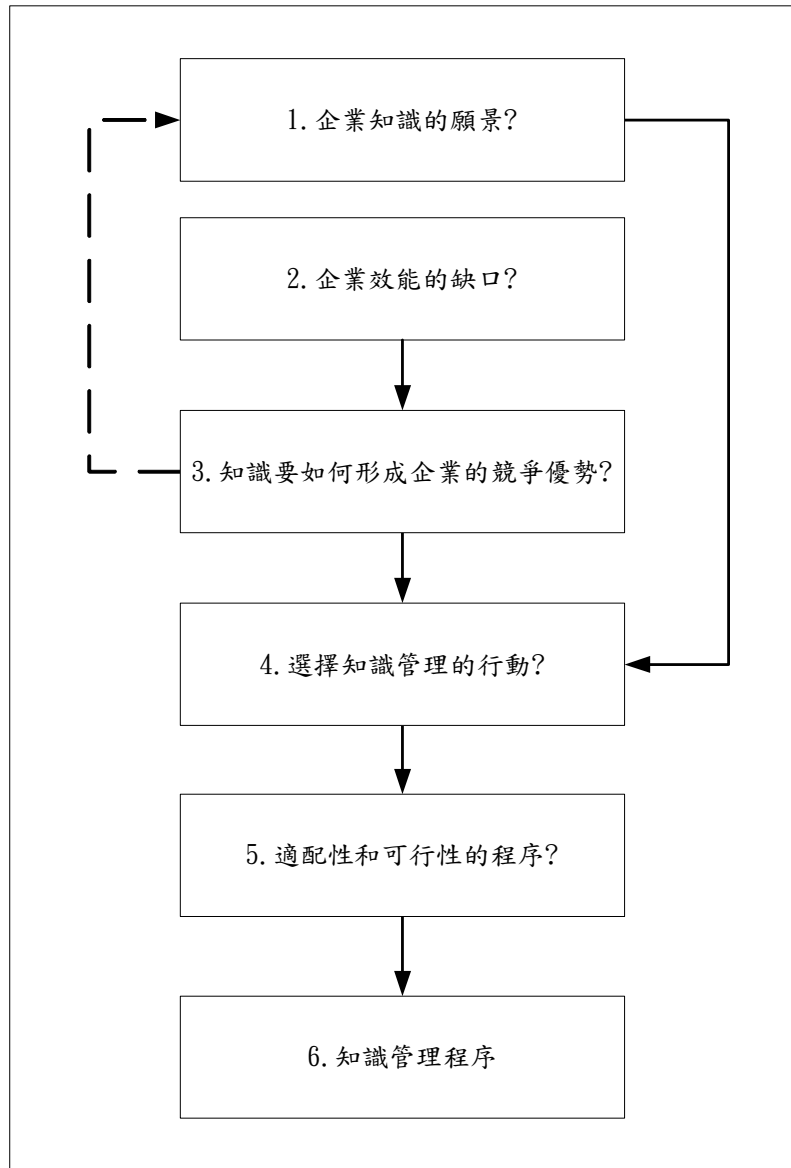 1.企業知識的願景?
2.企業效能的缺口?
3.知識要如何形成企業的競爭優勢?
4.選擇知識管理的行動?
5.適配性和可行性的程序?
6.知識管理程序